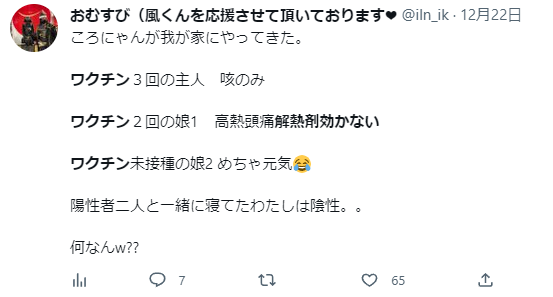 おむすび（風くんを応援させて頂いております❤ @iln_ik · 12月22日
ころにゃんが我が家にやってきた。
ワクチン３回の主人　咳のみ
ワクチン２回の娘1　高熱頭痛解熱剤効かない
ワクチン未接種の娘2 めちゃ元気😂
陽性者二人と一緒に寝てたわたしは陰性。。
何なんw??
7 65